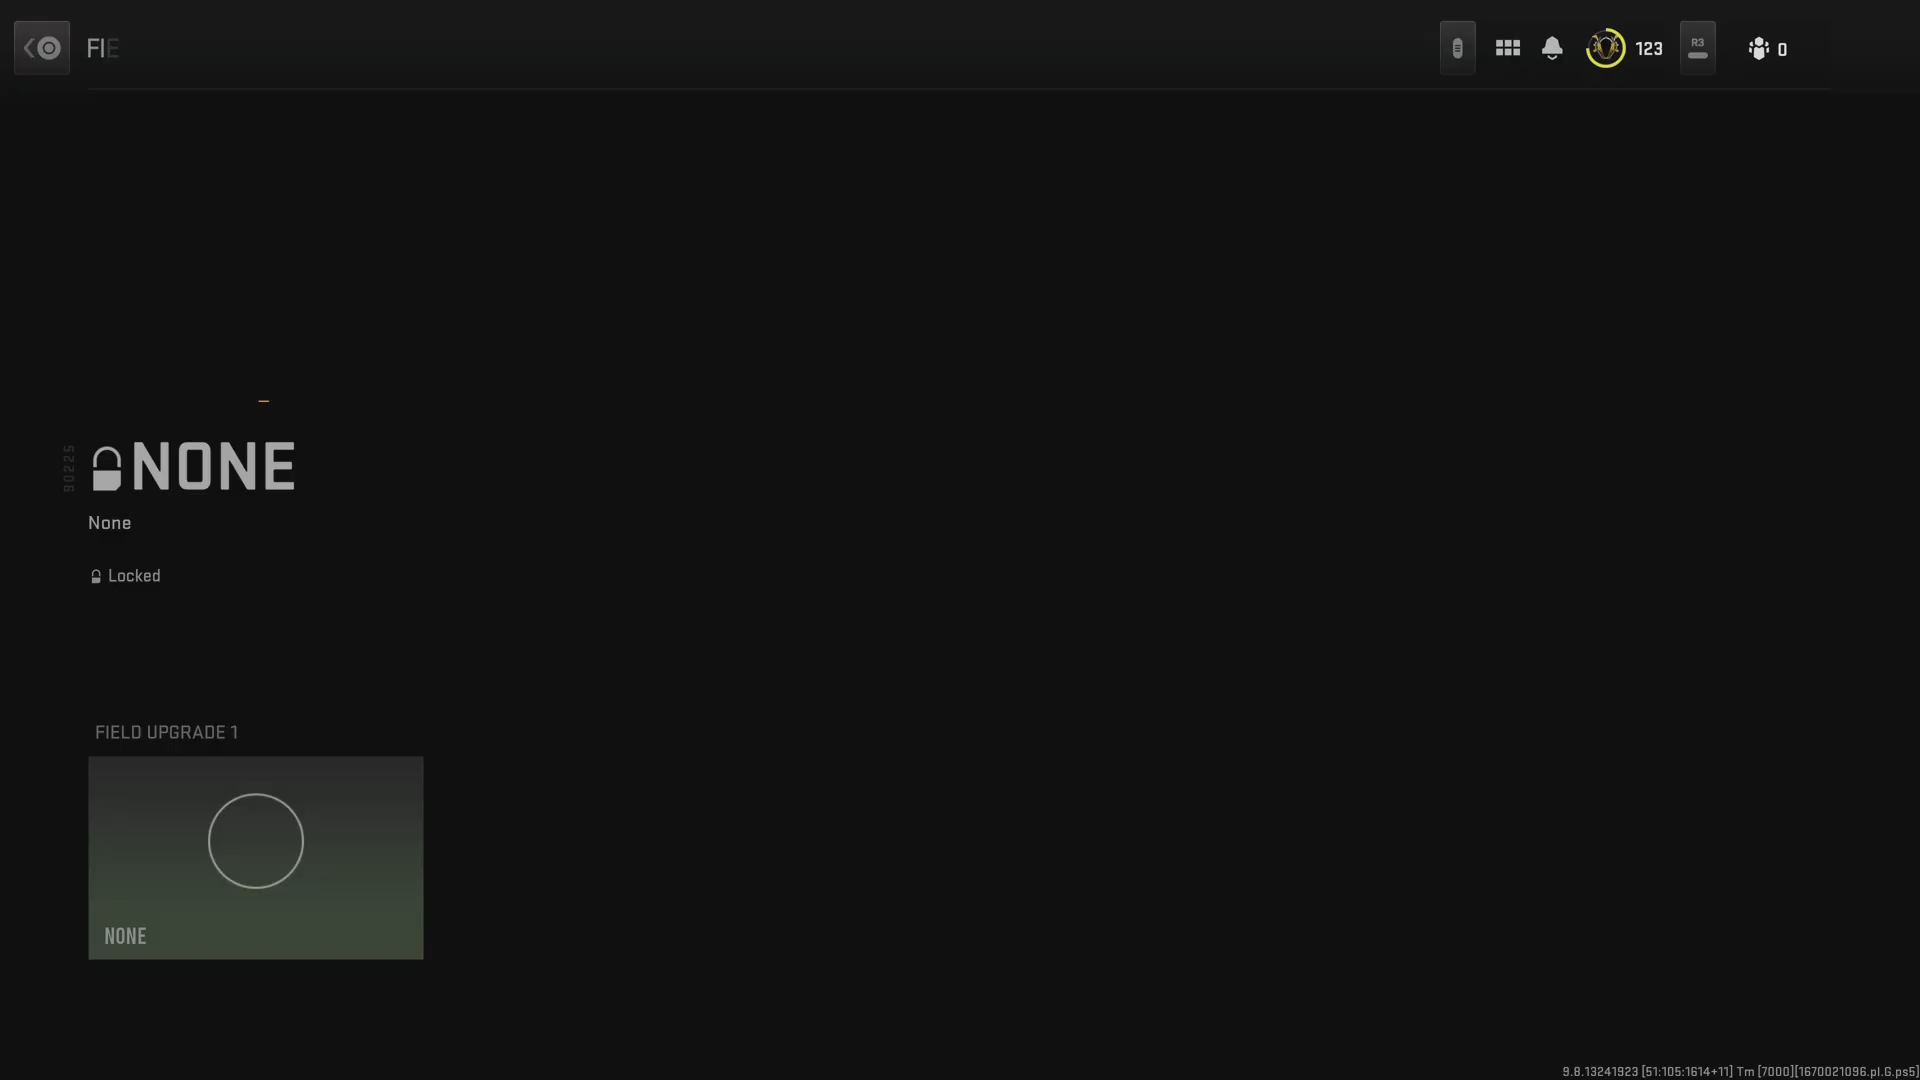 FIE
123
R3
0
NONE
90225
None
Locked
FIELD UPGRADE 1
NONE
9.8.13241923 [51:105:1614+11] Tm [7000][1670021096.pl.G.ps5]